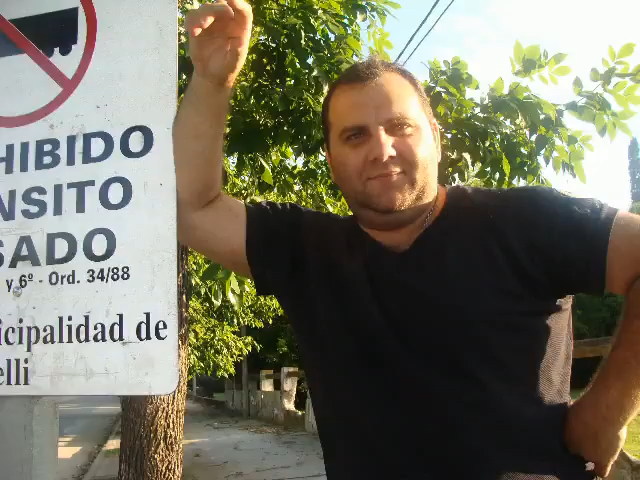 HIBIDO
NSITO
SADO
y 6º - Ord. 34/88
icipalidad de
elli